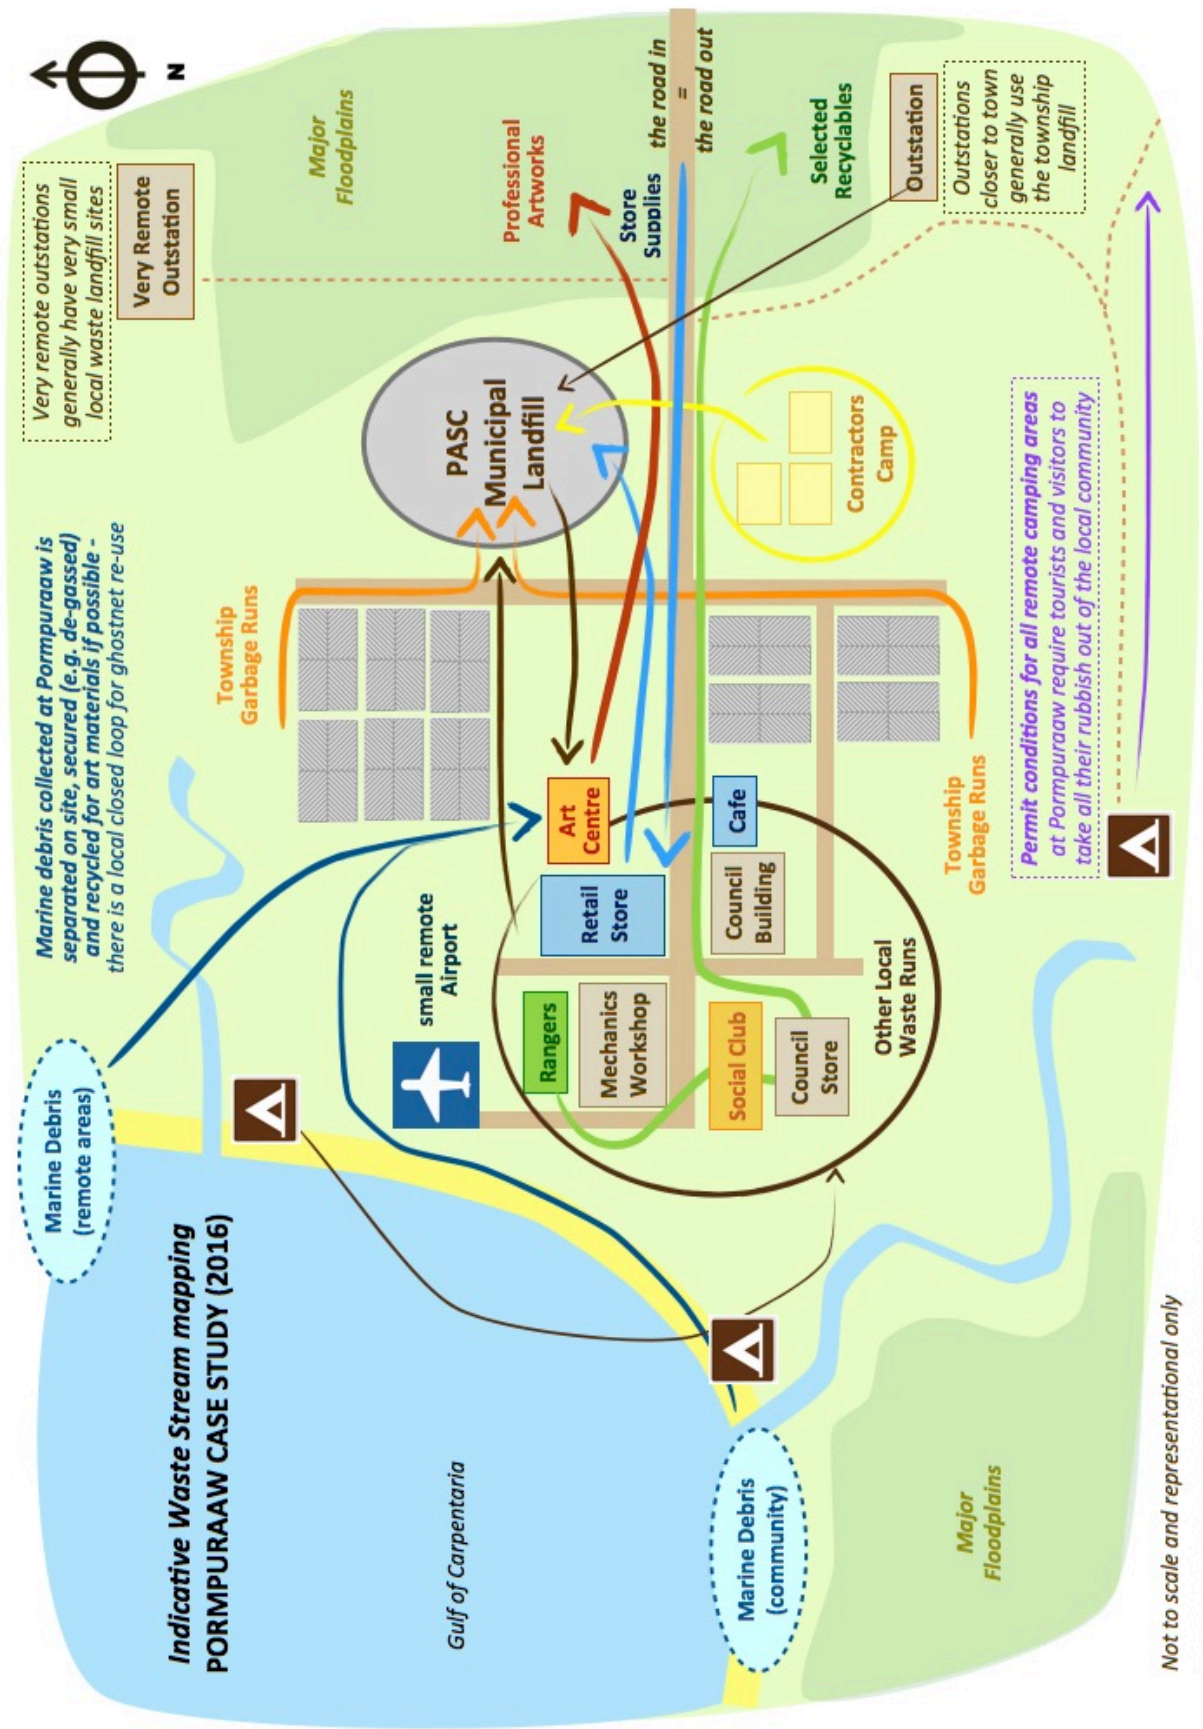 Indicative Waste Stream mapping
PORMPURAAW CASE STUDY (2016)
Marine Debris
(remote areas)
Marine debris collected at Pormpuraaw is
separated on site, secured (e.g. de-gassed)
and recycled for art materials if possible -
there is a local closed loop for ghostnet re-use
Very remote outstations
generally have very small
local waste landfill sites
Very Remote
Outstation
N
Major
Floodplains
Township
Garbage Runs
small remote
Airport
PASC
Municipal
Landfill
Professional
Artworks
Gulf of Carpentaria
Rangers
Mechanics
Workshop
Retail
Store
Art
Centre
Store
Supplies
the road in
=
the road out
Marine Debris
(community)
Social Club
Council
Store
Council
Building
Cafe
Contractors
Camp
Selected
Recyclables
Outstation
Outstations
closer to town
generally use
the township
landfill
Other Local
Waste Runs
Township
Garbage Runs
Major
Floodplains
Permit conditions for all remote camping areas
at Pormpuraaw require tourists and visitors to
take all their rubbish out of the local community
Not to scale and representational only